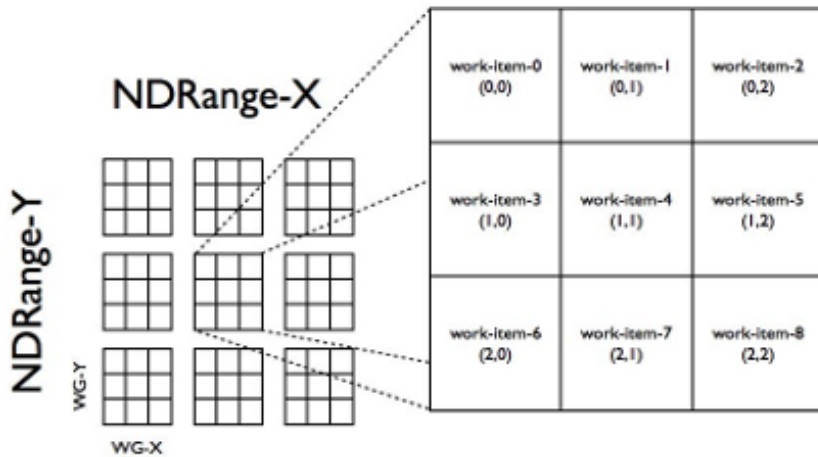 NDRange-X
NDRange-Y
WG-Y
WG-X
work-item-0
(0,0)
work-item-1
(0,1)
work-item-2
(0,2)
work-item-3
(1,0)
work-item-4
(1,1)
work-item-5
(1,2)
work-item-6
(2,0)
work-item-7
(2,1)
work-item-8
(2,2)